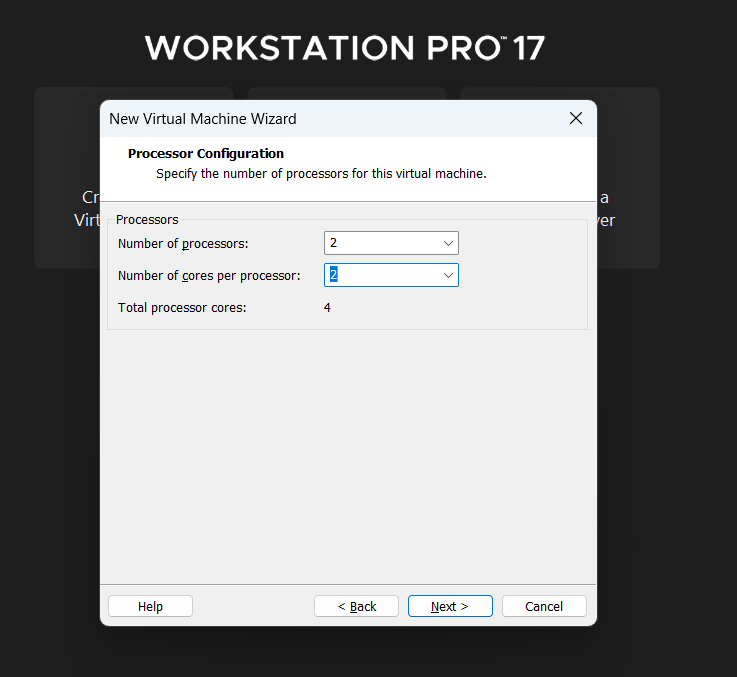 WORKSTATION PRO™ 17
New Virtual Machine Wizard
Processor Configuration
Specify the number of processors for this virtual machine.
Cr
a
Virt
ver
Processors
Number of processors: 2
Number of cores per processor: 2
Total processor cores: 4
Help < Back Next > Cancel